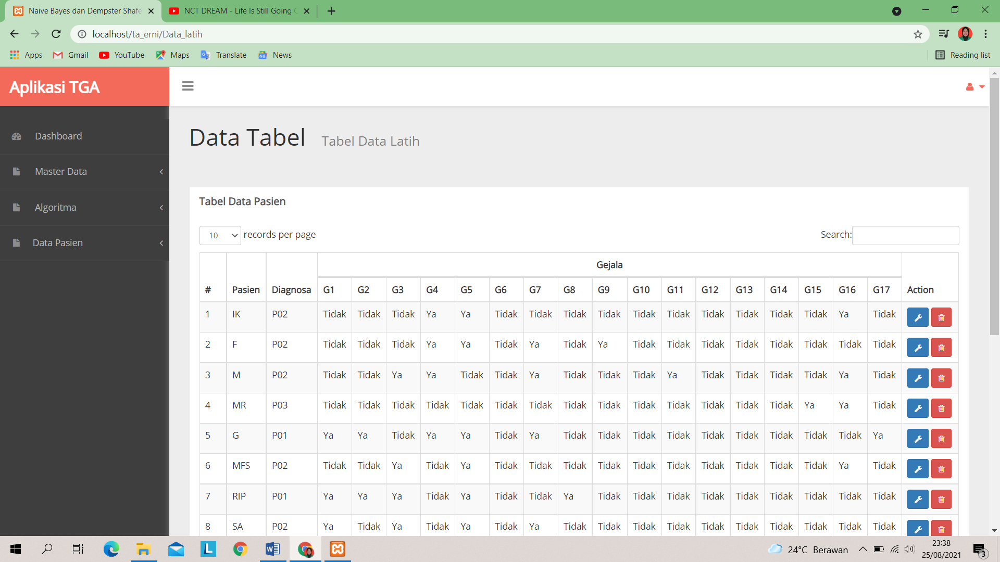 Naive Bayes dan Dempster Shafe
NCT DREAM - Life Is Still Going
localhost/ta_erni/Data_latih
Apps Gmail YouTube Maps Translate News Reading list
Aplikasi TGA
Dashboard
Master Data
Algoritma
Data Pasien
Data Tabel Tabel Data Latih
Tabel Data Pasien
10 records per page Search:
Gejala
# Pasien Diagnosa G1 G2 G3 G4 G5 G6 G7 G8 G9 G10 G11 G12 G13 G14 G15 G16 G17 Action
1 IK P02 Tidak Tidak Tidak Ya Ya Tidak Tidak Tidak Tidak Tidak Tidak Tidak Tidak Tidak Tidak Ya Tidak
2 F P02 Tidak Tidak Tidak Ya Ya Tidak Ya Tidak Ya Tidak Tidak Tidak Tidak Tidak Tidak Tidak Tidak
3 M P02 Tidak Tidak Ya Ya Tidak Tidak Ya Tidak Tidak Tidak Ya Tidak Tidak Tidak Tidak Ya Tidak
4 MR P03 Tidak Tidak Tidak Tidak Tidak Tidak Tidak Tidak Tidak Tidak Tidak Tidak Tidak Tidak Ya Ya Tidak
5 G P01 Ya Ya Tidak Ya Ya Tidak Ya Tidak Tidak Tidak Tidak Tidak Tidak Tidak Tidak Tidak Ya
6 MFS P02 Tidak Tidak Ya Tidak Ya Tidak Tidak Tidak Tidak Tidak Tidak Tidak Tidak Tidak Tidak Ya Tidak
7 RIP P01 Ya Ya Ya Tidak Ya Tidak Tidak Ya Tidak Tidak Tidak Tidak Tidak Tidak Tidak Tidak Tidak
8 SA P02 Ya Tidak Ya Tidak Ya Tidak Ya Tidak Tidak Tidak Tidak Tidak Tidak Tidak Tidak Tidak Tidak
24°C Berawan
23:38
25/08/2021
3